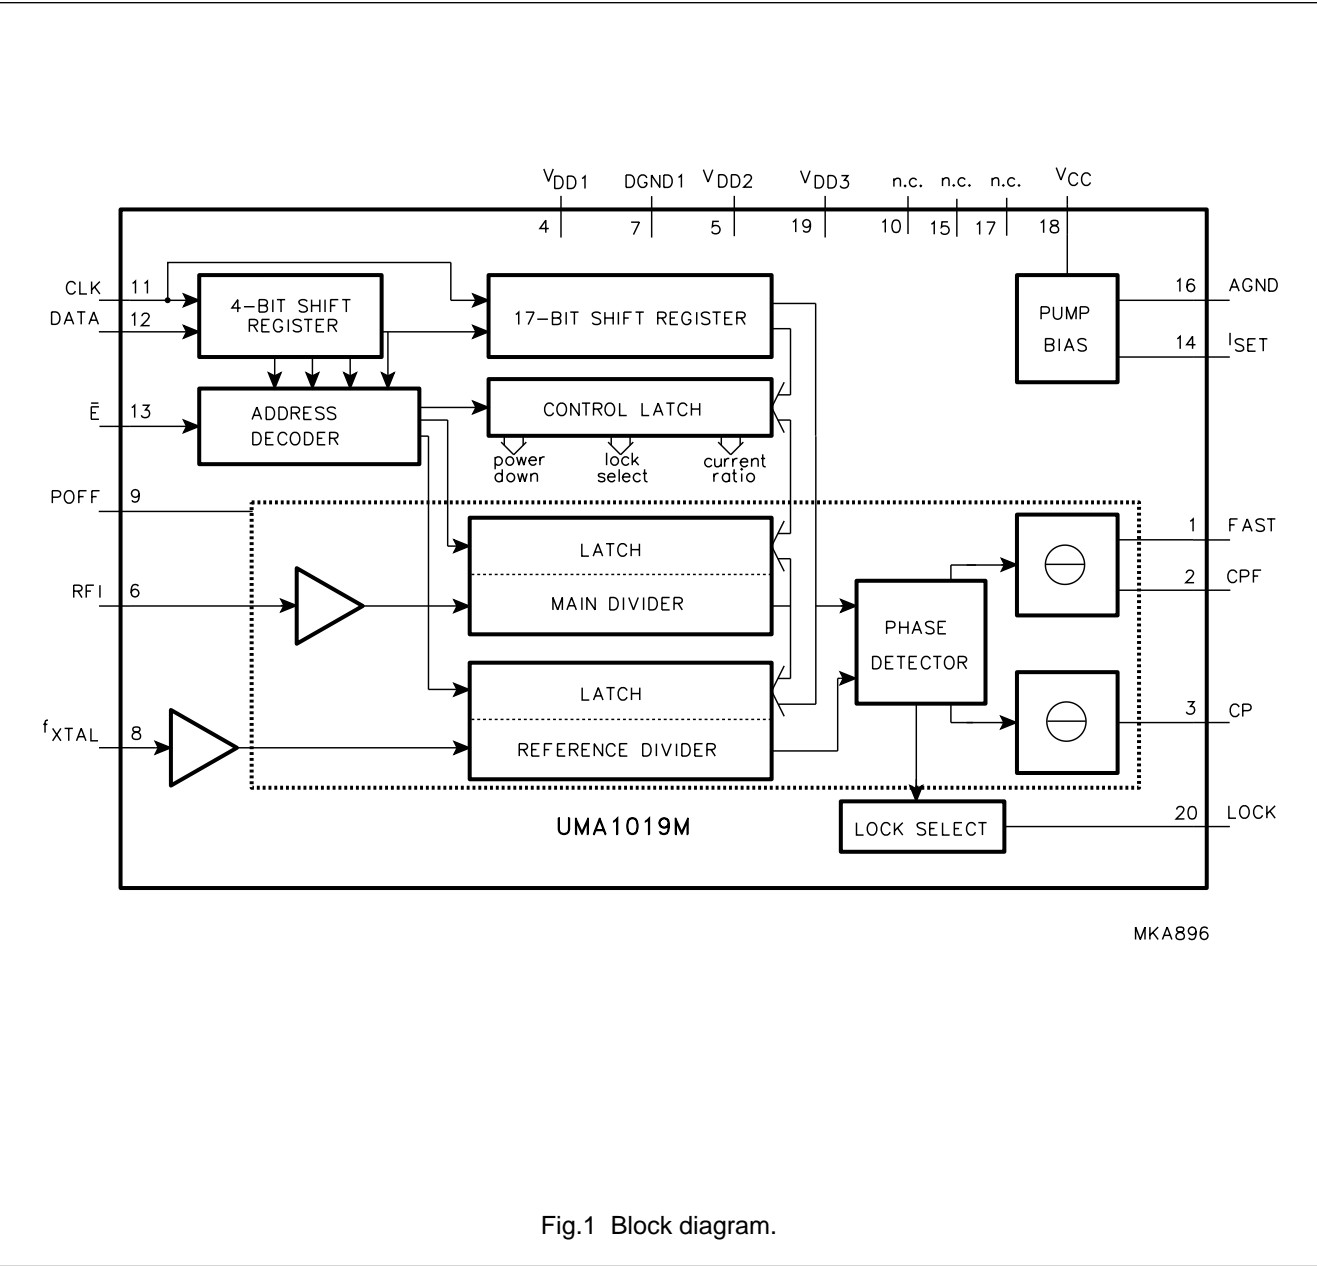 VDD1 DGND1 VDD2 VDD3 n.c. n.c. n.c. VCC
4 7 5 19 10 15 17 18
CLK 11
DATA 12
4-BIT SHIFT
REGISTER
17-BIT SHIFT REGISTER
PUMP
BIAS
16 AGND
14 ISET
Ē 13
ADDRESS
DECODER
CONTROL LATCH
power
down
lock
select
current
ratio
POFF 9
RFI 6
LATCH
MAIN DIVIDER
PHASE
DETECTOR
1 FAST
2 CPF
fXTAL 8
LATCH
REFERENCE DIVIDER
3 CP
LOCK SELECT
20 LOCK
UMA1019M
MKA896
Fig.1 Block diagram.